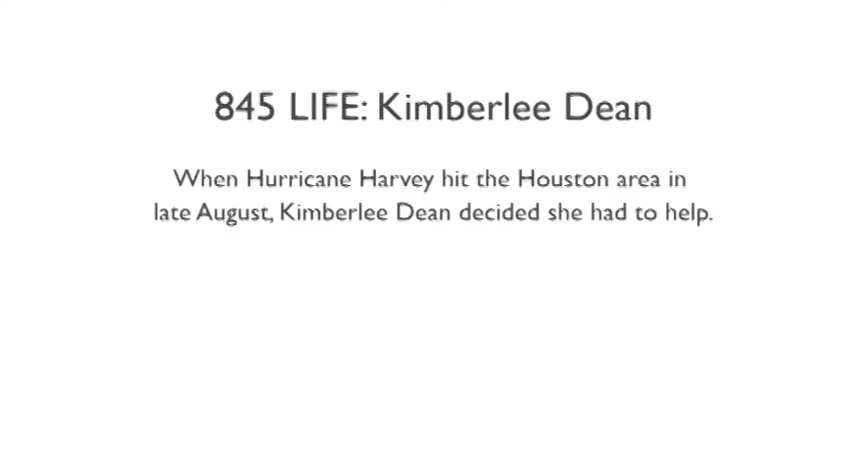 845 LIFE: Kimberlee Dean
When Hurricane Harvey hit the Houston area in
late August, Kimberlee Dean decided she had to help.